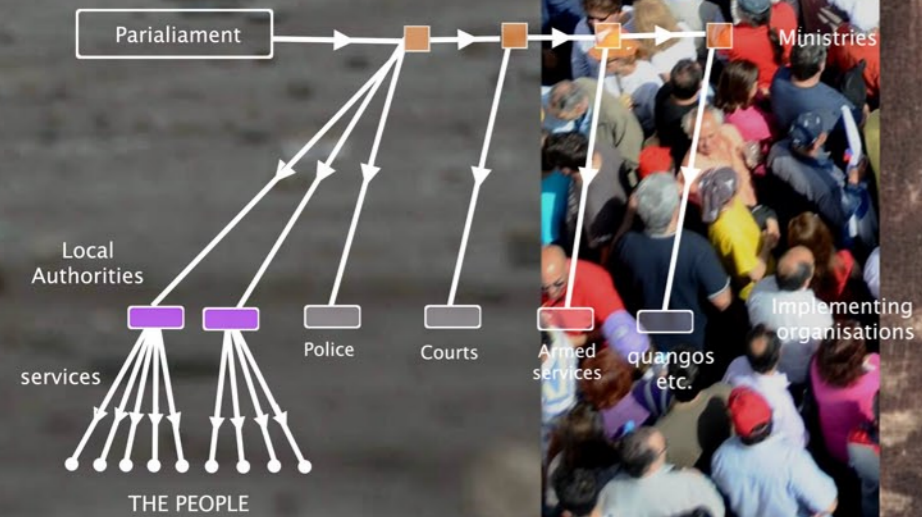 Parialiament
Ministries
Local
Authorities
Implementing
organisations
Police
Courts
Armed
services
quangos
etc.
services
THE PEOPLE